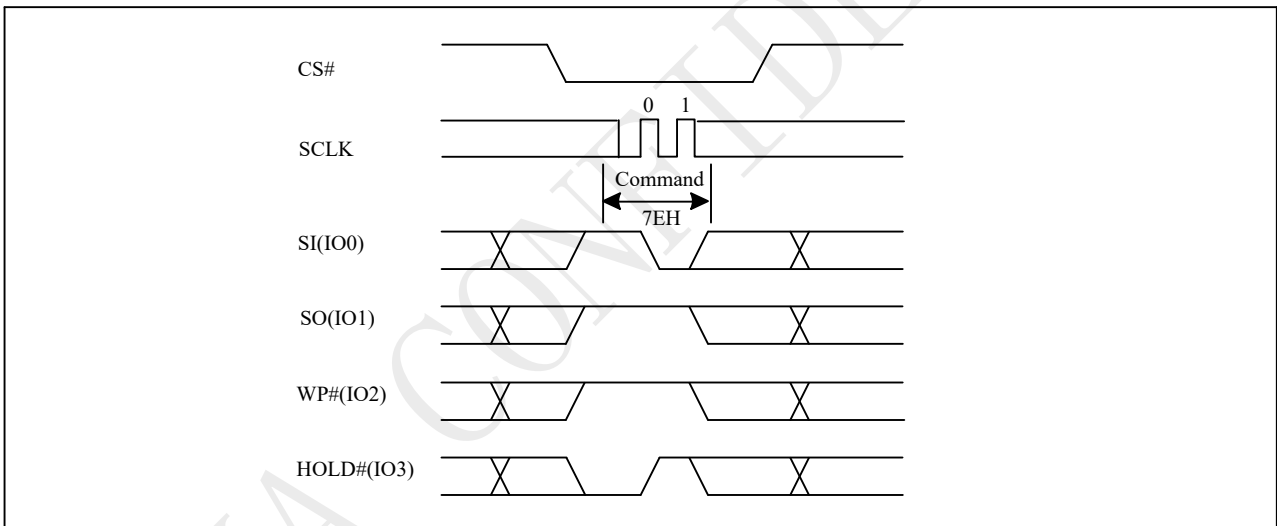 CS#
0 1
SCLK
Command
7EH
SI(IO0)
SO(IO1)
WP#(IO2)
HOLD#(IO3)